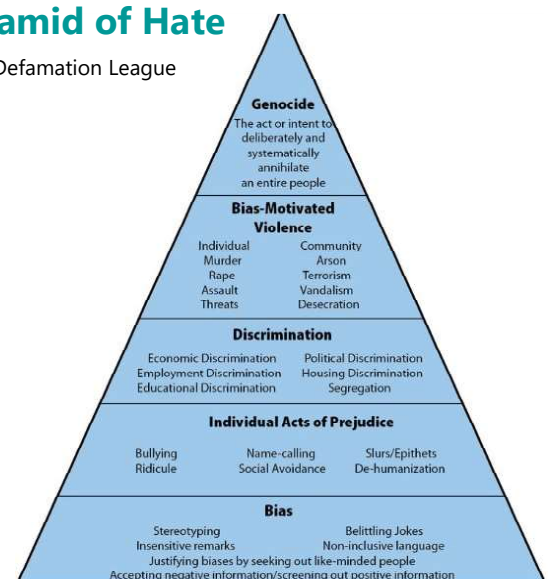 amid of Hate
Defamation League
Genocide
The act or intent to
deliberately and
systematically
annihilate
an entire people
Bias-Motivated
Violence
Individual Community
Murder Arson
Rape Terrorism
Assault Vandalism
Threats Desecration
Discrimination
Economic Discrimination Political Discrimination
Employment Discrimination Housing Discrimination
Educational Discrimination Segregation
Individual Acts of Prejudice
Bullying Name-calling Slurs/Epithets
Ridicule Social Avoidance De-humanization
Bias
Stereotyping Belittling Jokes
Insensitive remarks Non-inclusive language
Justifying biases by seeking out like-minded people
Accepting negative information/screening out positive information